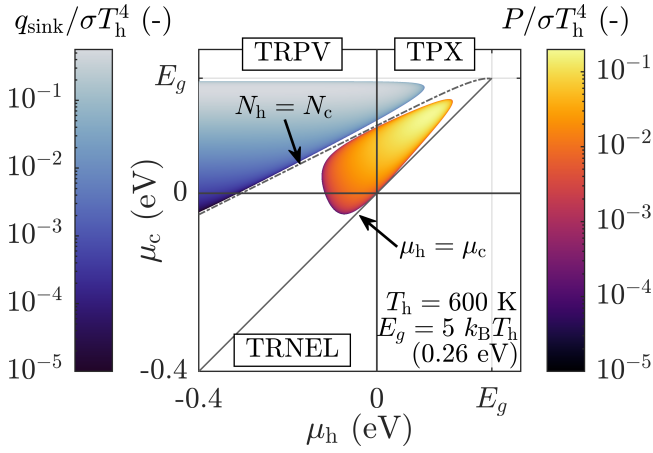 q_sink/σT_h^4 (-)
P/σT_h^4 (-)
TRPV
TPX
10^-1
10^-2
10^-3
10^-4
10^-5
E_g
0
-0.4
μ_c (eV)
N_h = N_c
μ_h = μ_c
T_h = 600 K
E_g = 5 k_BT_h
(0.26 eV)
TRNEL
-0.4
0
E_g
μ_h (eV)
10^-1
10^-2
10^-3
10^-4
10^-5